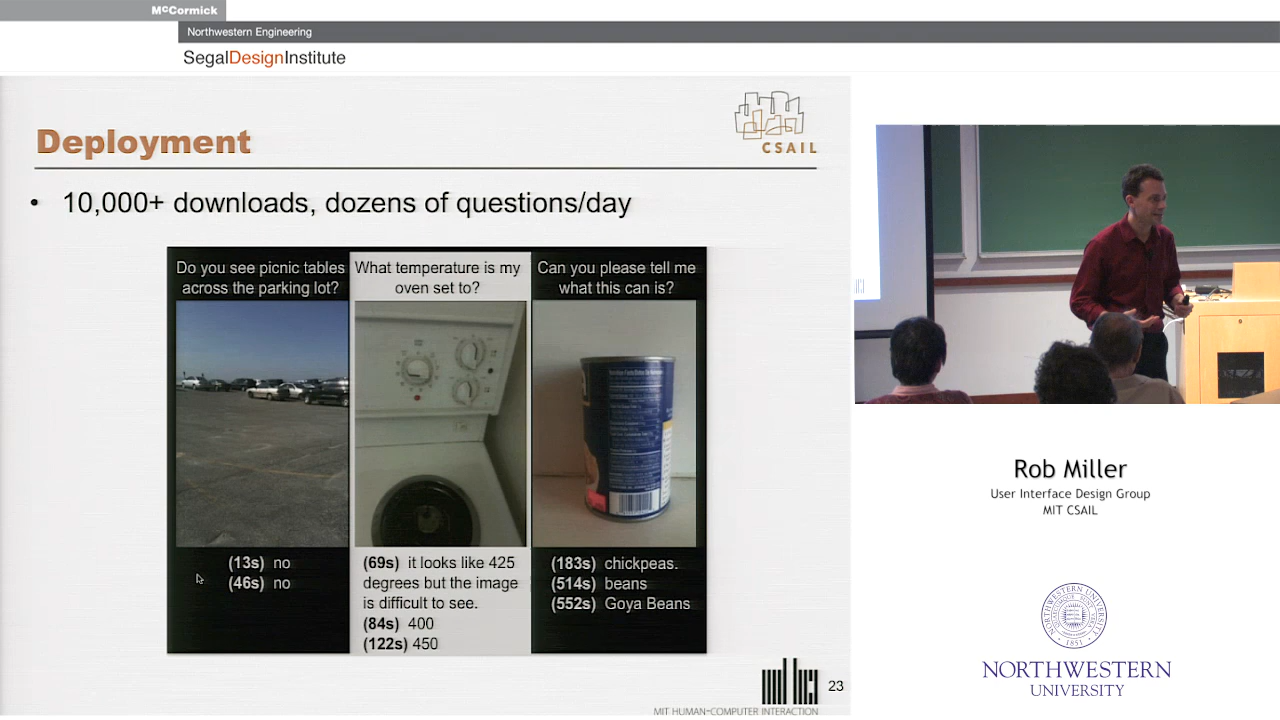 McCormick
Northwestern Engineering
SegalDesignInstitute
CSAIL
Deployment
• 10,000+ downloads, dozens of questions/day
Do you see picnic tables
across the parking lot?
What temperature is my
oven set to?
Can you please tell me
what this can is?
(13s) no
(46s) no
(69s) it looks like 425
degrees but the image
is difficult to see.
(84s) 400
(122s) 450
(183s) chickpeas.
(514s) beans
(552s) Goya Beans
23
MIT HUMAN-COMPUTER INTERACTION
Rob Miller
User Interface Design Group
MIT CSAIL
1851
NORTHWESTERN
UNIVERSITY